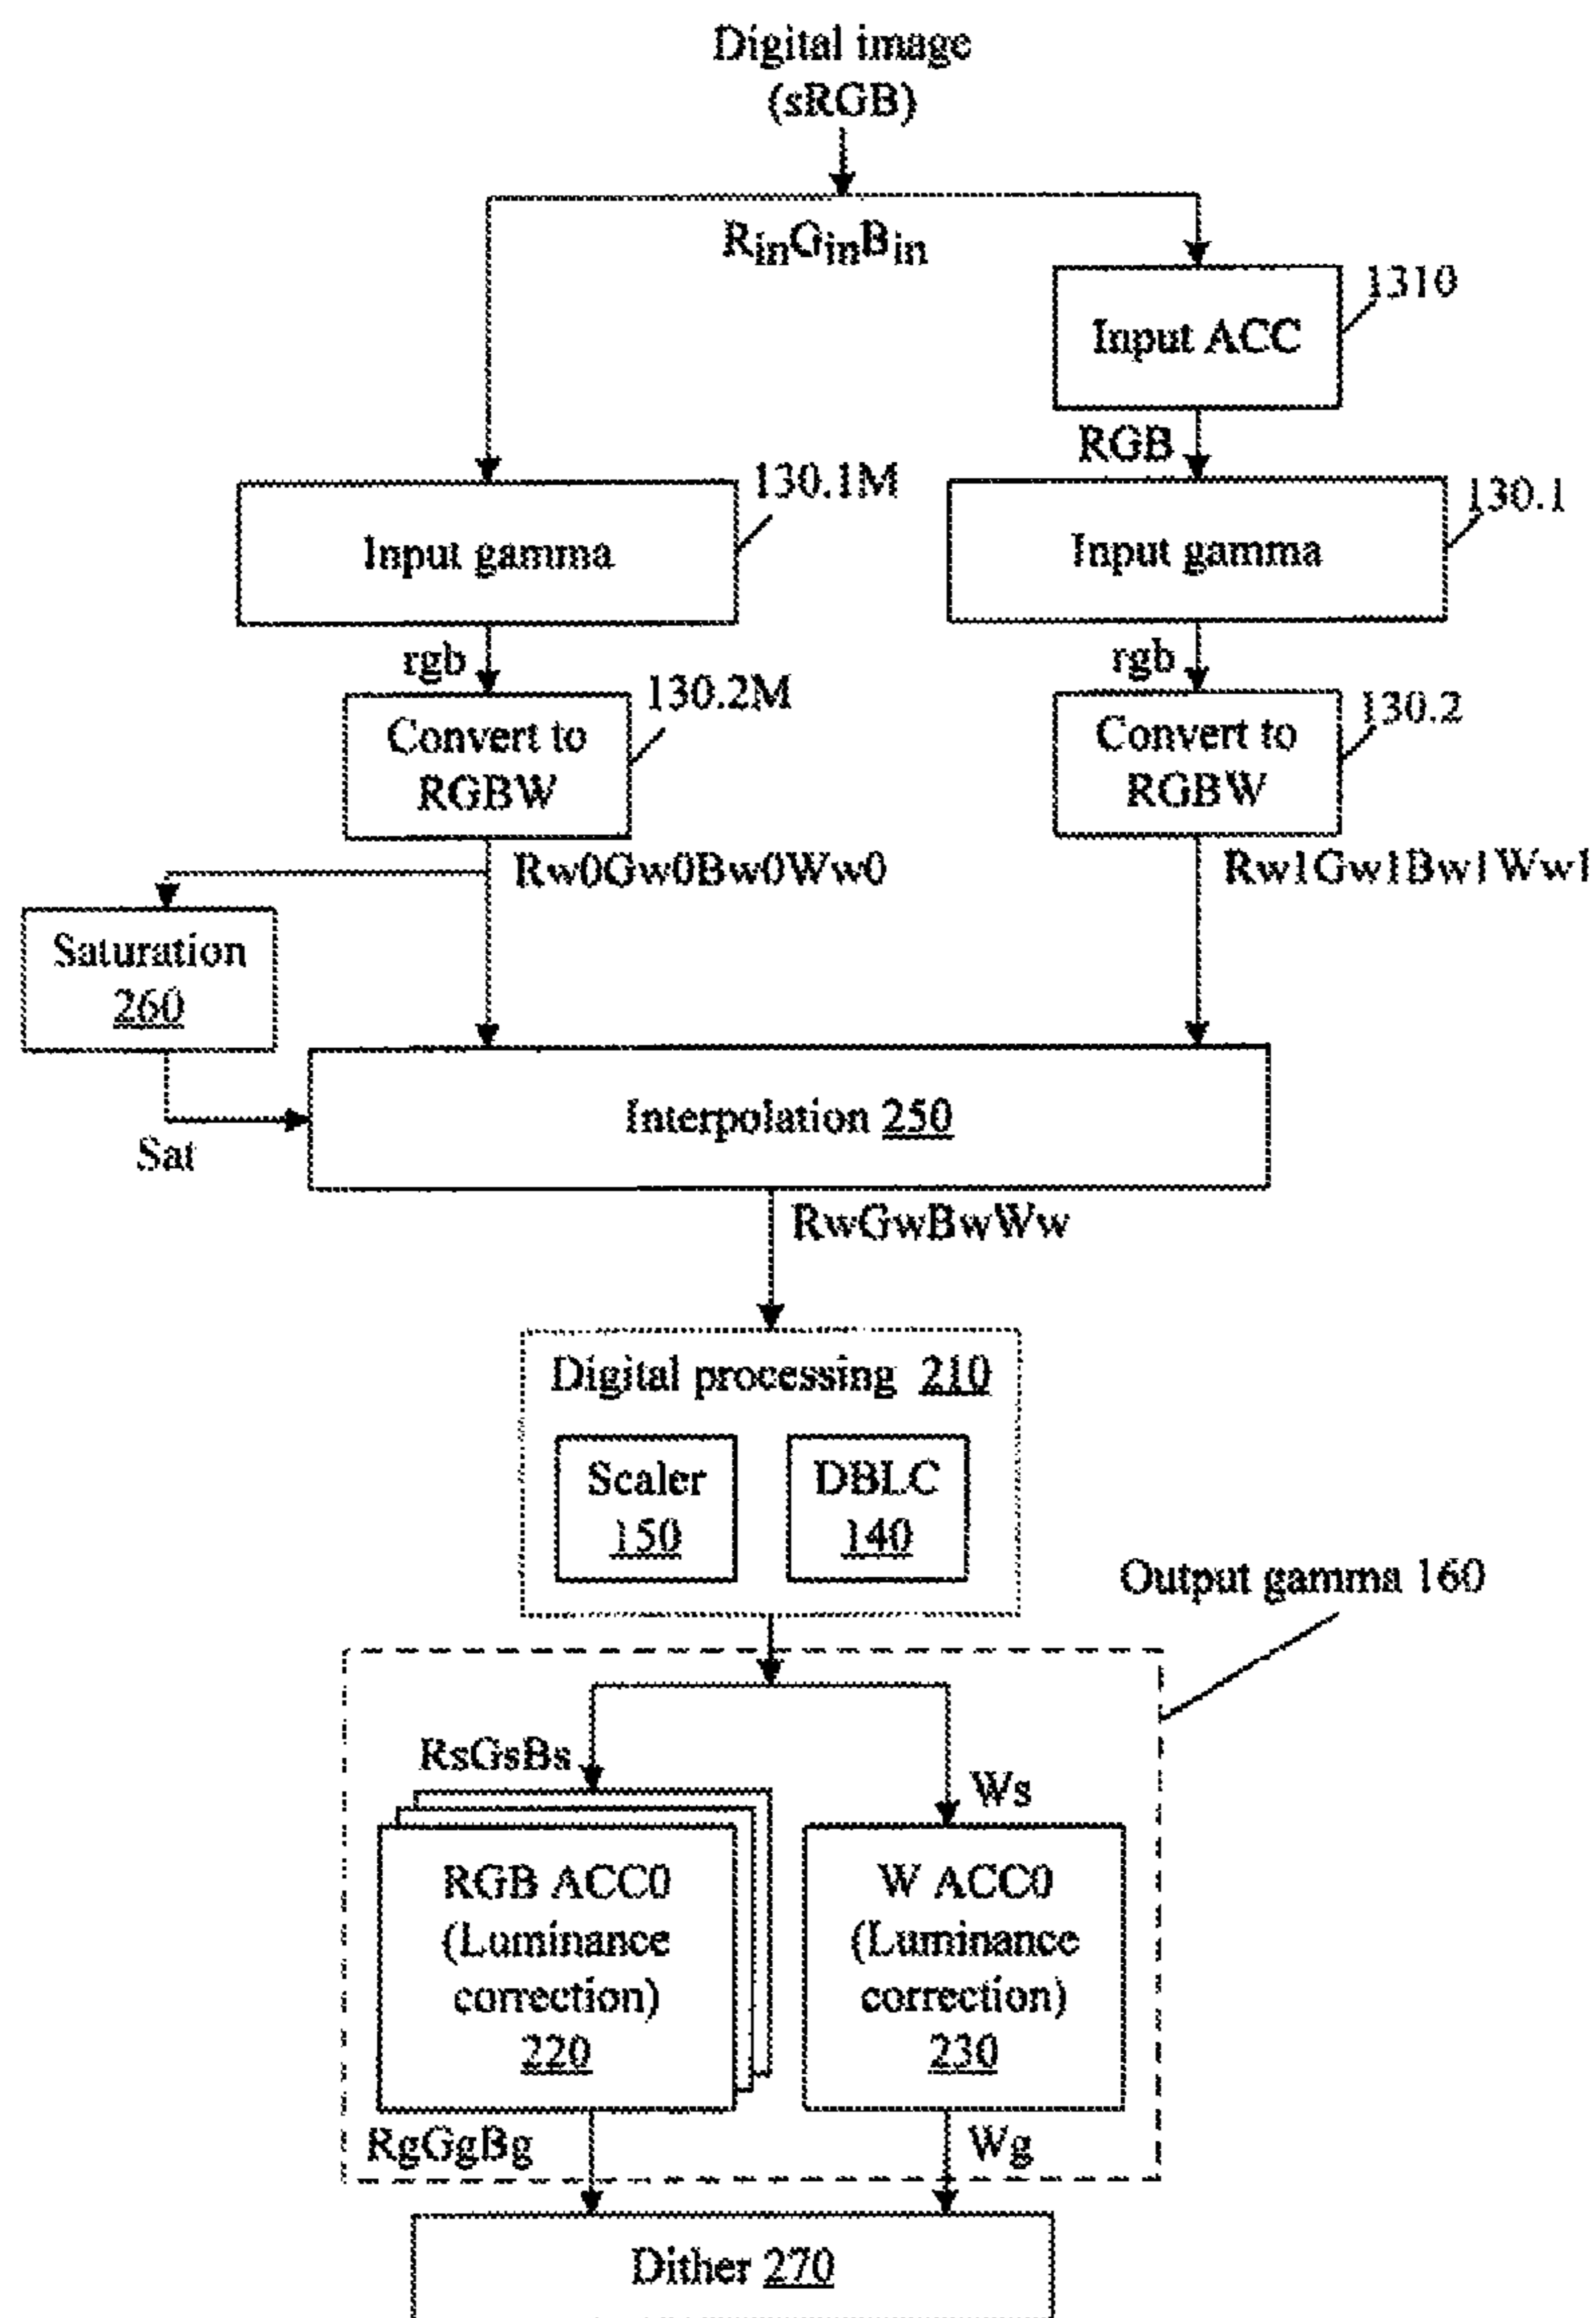 Digital image
(sRGB)
RinGinBin
1310
Input ACC
RGB
130.1M
130.1
Input gamma
Input gamma
rgb
rgb
130.2M
130.2
Convert to
RGBW
Convert to
RGBW
Rw0Gw0Bw0Ww0
Rw1Gw1Bw1Ww1
Saturation
260
Interpolation 250
Sat
RwGwBwWw
Digital processing 210
Scaler
150
DBLC
140
Output gamma 160
RsGsBs
Ws
RGB ACC0
(Luminance
correction)
220
W ACC0
(Luminance
correction)
230
RgGgBg
Wg
Dither 270